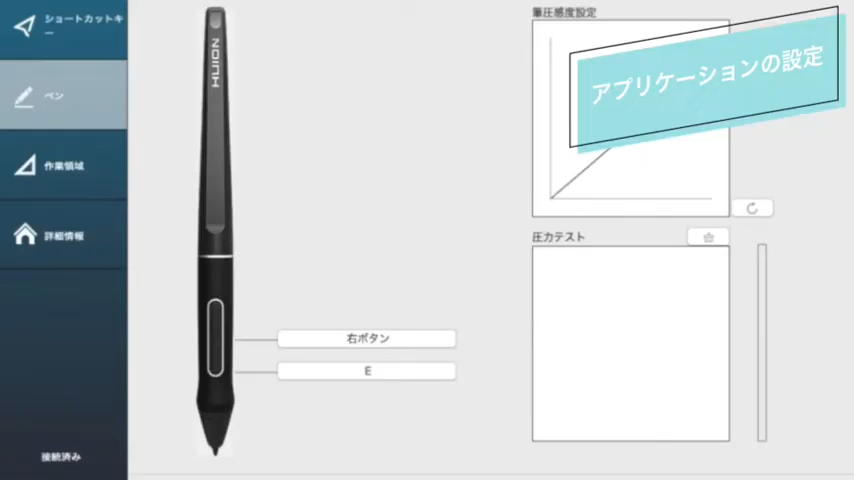 ショートカットキ
ー
ペン
作業領域
詳細情報
接続済み
HUION
右ボタン
E
筆圧感度設定
アプリケーションの設定
圧力テスト